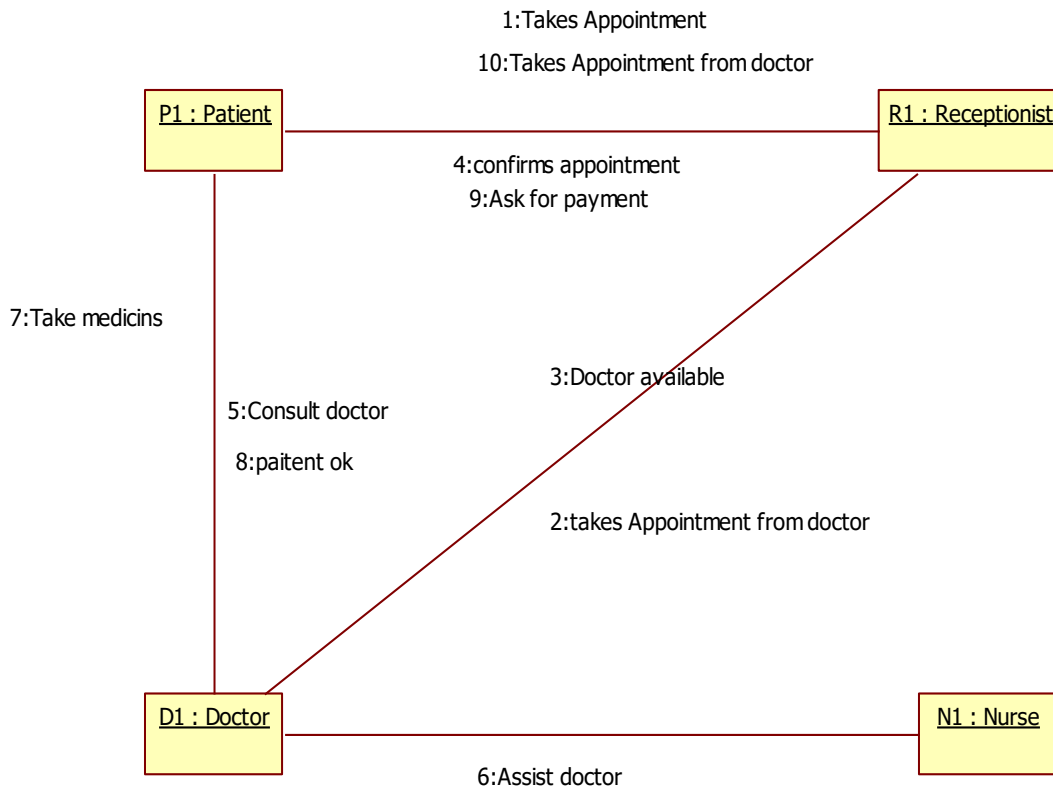 1:Takes Appointment
10:Takes Appointment from doctor
P1 : Patient
R1 : Receptionist
4:confirms appointment
9:Ask for payment
7:Take medicins
3:Doctor available
5:Consult doctor
8:paitent ok
2:takes Appointment from doctor
D1 : Doctor
N1 : Nurse
6:Assist doctor